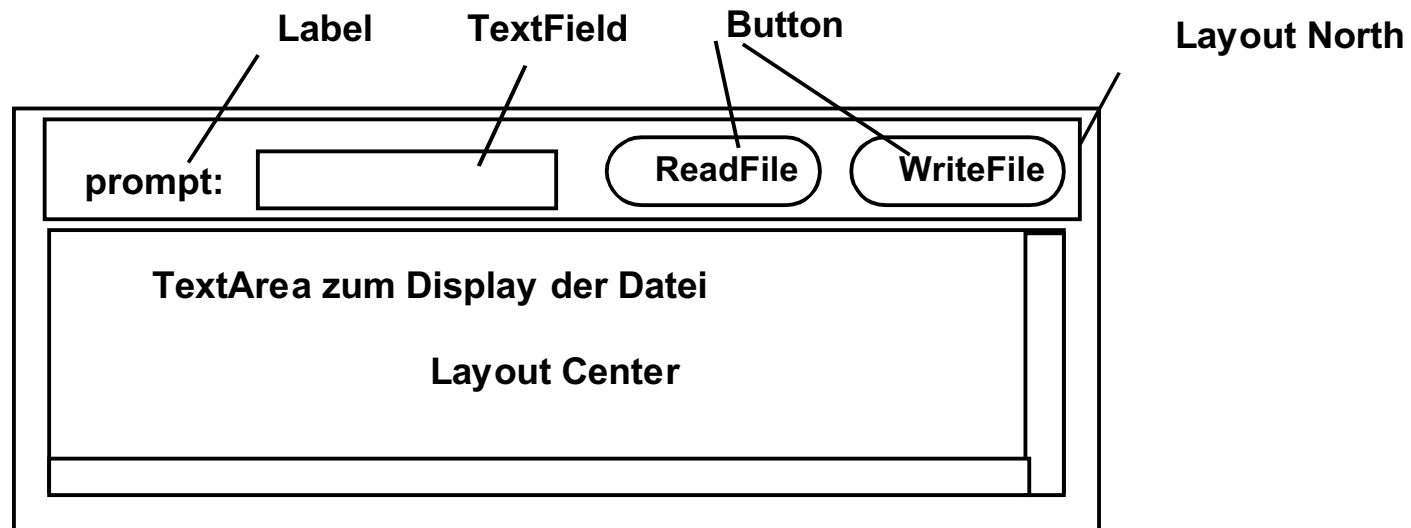 Label TextField Button Layout North
prompt: ReadFile WriteFile
TextArea zum Display der Datei
Layout Center